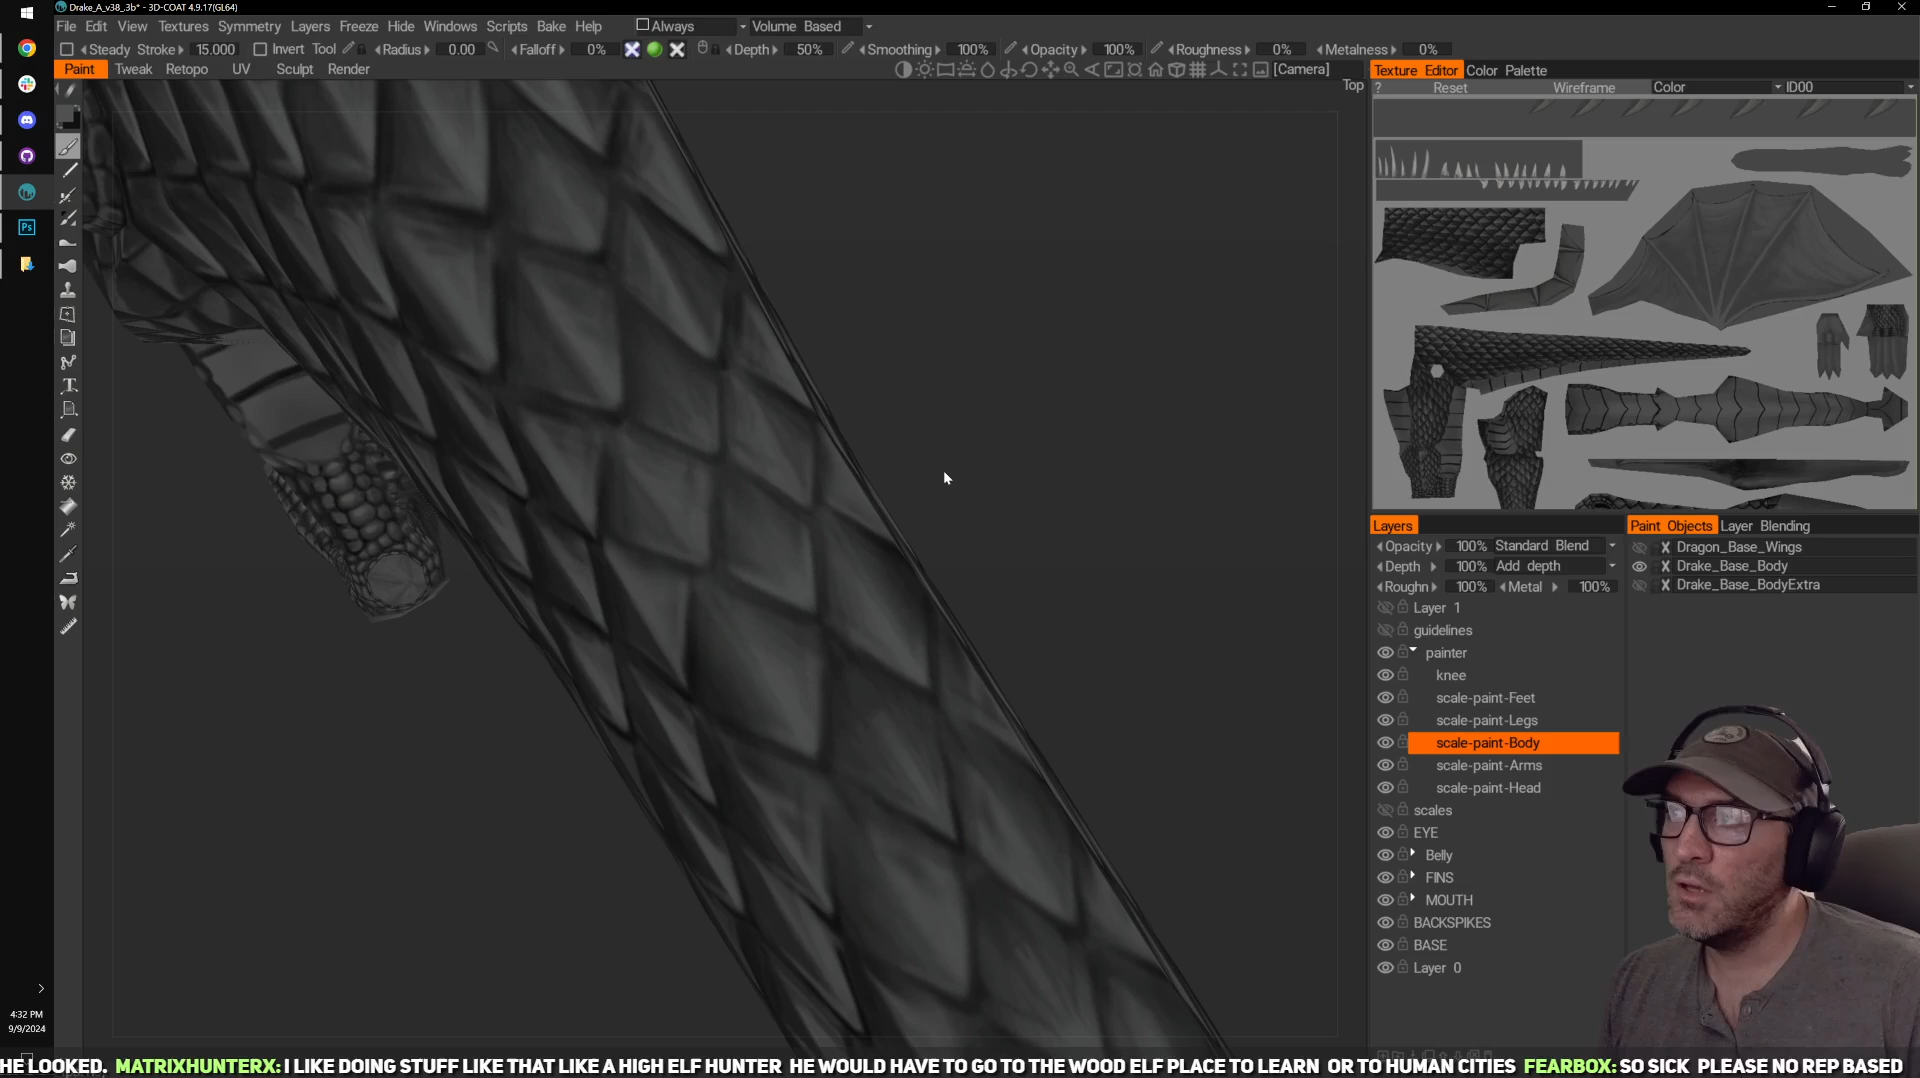 Drake_A_v38_.3b* - 3D-COAT 4.9.17(GL64)
File Edit View Textures Symmetry Layers Freeze Hide Windows Scripts Bake Help Always Volume Based
Steady Stroke 15.000 Invert Tool Radius 0.00 Falloff 0% Depth 50% Smoothing 100% Opacity 100% Roughness 0% Metalness 0%
Paint Tweak Retopo UV Sculpt Render [Camera]
Top
Texture Editor Color Palette
? Reset Wireframe Color ID00
Ps
Layers
Opacity 100% Standard Blend
Depth 100% Add depth
Roughn 100% Metal 100%
Layer 1
guidelines
painter
knee
scale-paint-Feet
scale-paint-Legs
scale-paint-Body
scale-paint-Arms
scale-paint-Head
scales
EYE
Belly
FINS
MOUTH
BACKSPIKES
BASE
Layer 0
Paint Objects Layer Blending
Dragon_Base_Wings
Drake_Base_Body
Drake_Base_BodyExtra
4:32 PM
9/9/2024
HE LOOKED. MATRIXHUNTERX: I LIKE DOING STUFF LIKE THAT LIKE A HIGH ELF HUNTER HE WOULD HAVE TO GO TO THE WOOD ELF PLACE TO LEARN OR TO HUMAN CITIES FEARBOX: SO SICK PLEASE NO REP BASED